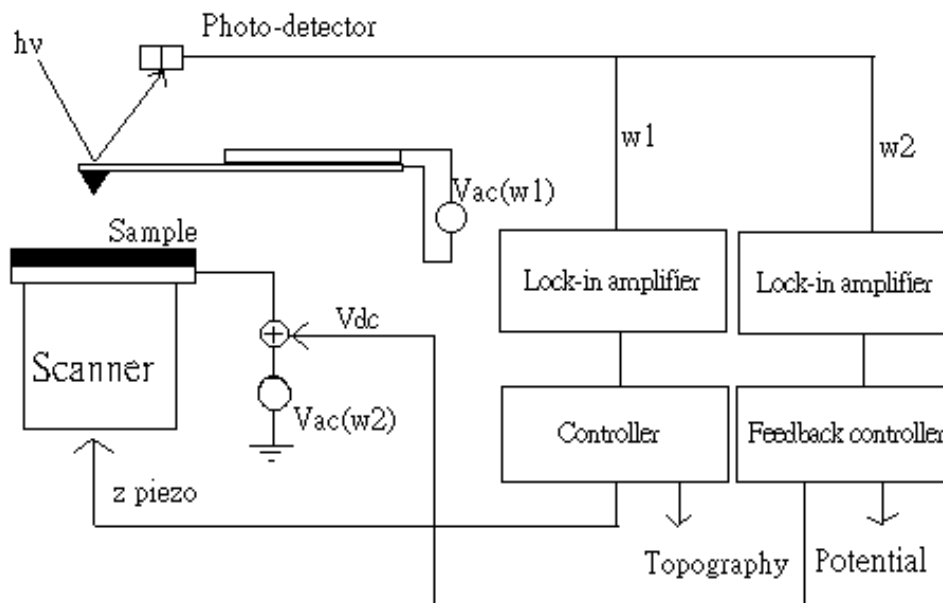 Photo-detector
hν
w1
w2
Vac(w1)
Sample
Lock-in amplifier
Lock-in amplifier
Vdc
Scanner
Vac(w2)
Controller
Feedback controller
z piezo
Topography
Potential